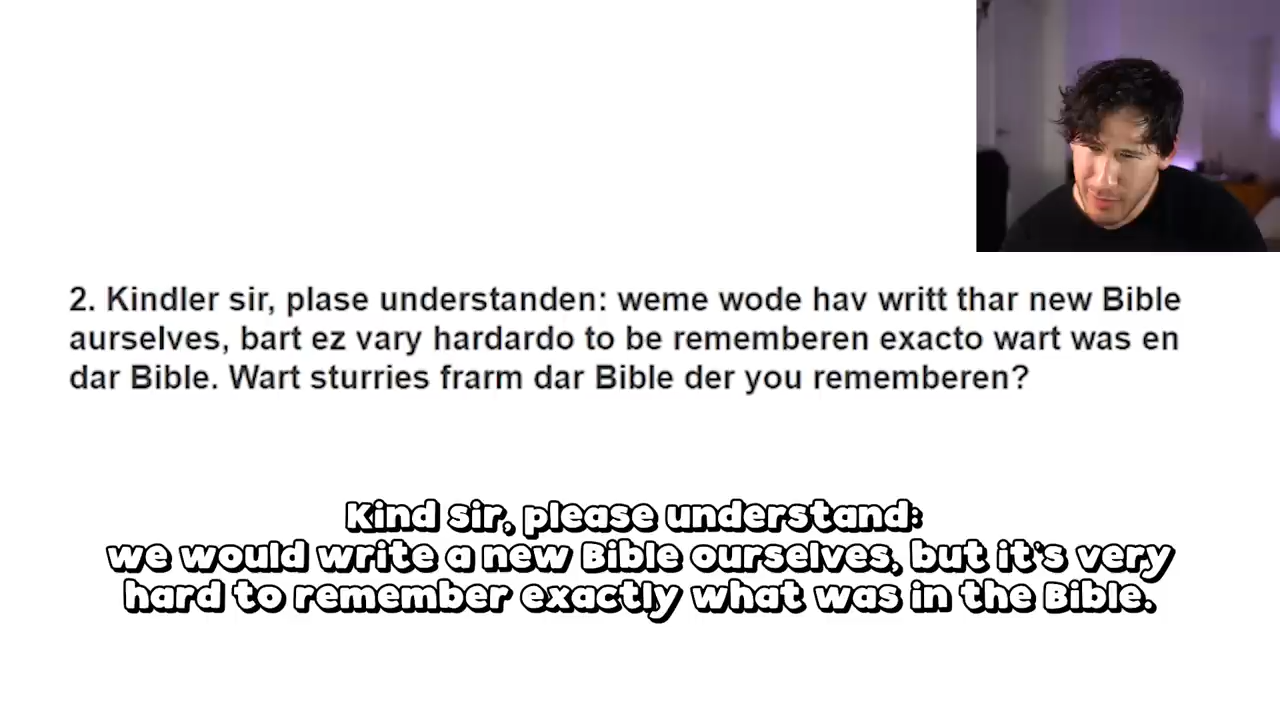 2. Kindler sir, plase understanden: weme wode hav writt thar new Bible
aurselves, bart ez vary hardardo to be rememberen exacto wart was en
dar Bible. Wart sturries frarm dar Bible der you rememberen?
Kind sir, please understand:
we would write a new Bible ourselves, but it's very
hard to remember exactly what was in the Bible.